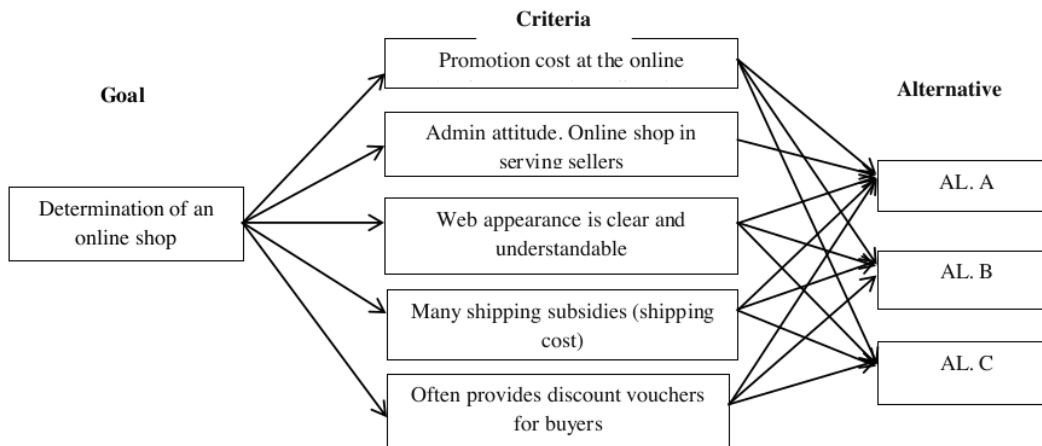 Criteria
Goal
Alternative
Promotion cost at the online
Admin attitude. Online shop in
serving sellers
Determination of an
online shop
Web appearance is clear and
understandable
Many shipping subsidies (shipping
cost)
Often provides discount vouchers
for buyers
AL. A
AL. B
AL. C